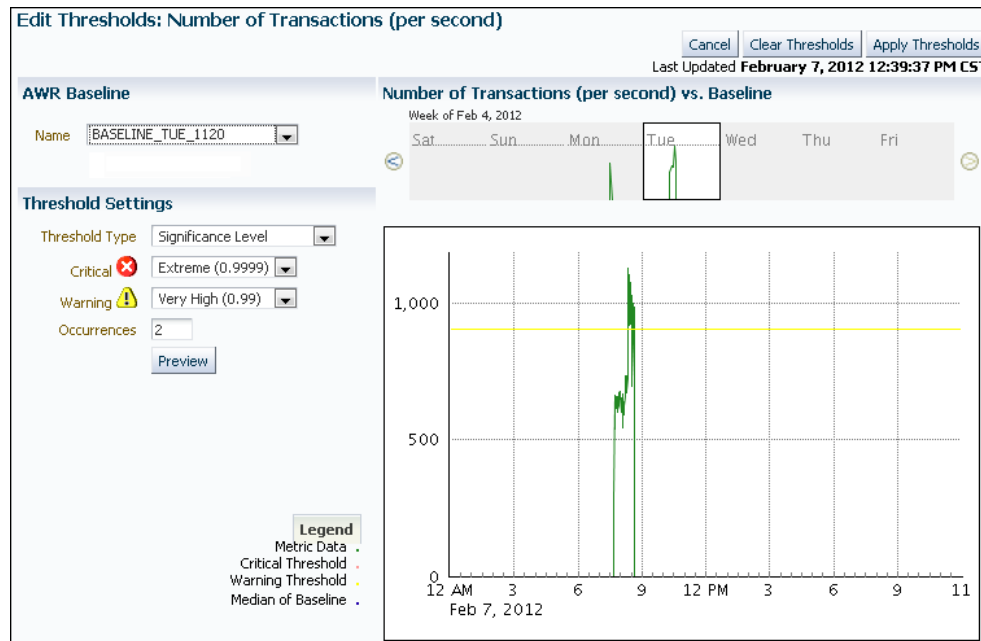 Edit Thresholds: Number of Transactions (per second)
Cancel Clear Thresholds Apply Thresholds
Last Updated February 7, 2012 12:39:37 PM CST
AWR Baseline
Name BASELINE_TUE_1120
Threshold Settings
Threshold Type Significance Level
Critical Extreme (0.9999)
Warning Very High (0.99)
Occurrences 2
Preview
Legend
Metric Data
Critical Threshold
Warning Threshold
Median of Baseline
Number of Transactions (per second) vs. Baseline
Week of Feb 4, 2012
Sat Sun Mon Tue Wed Thu Fri
1,000
500
0
12 AM 3 6 9 12 PM 3 6 9 11
Feb 7, 2012